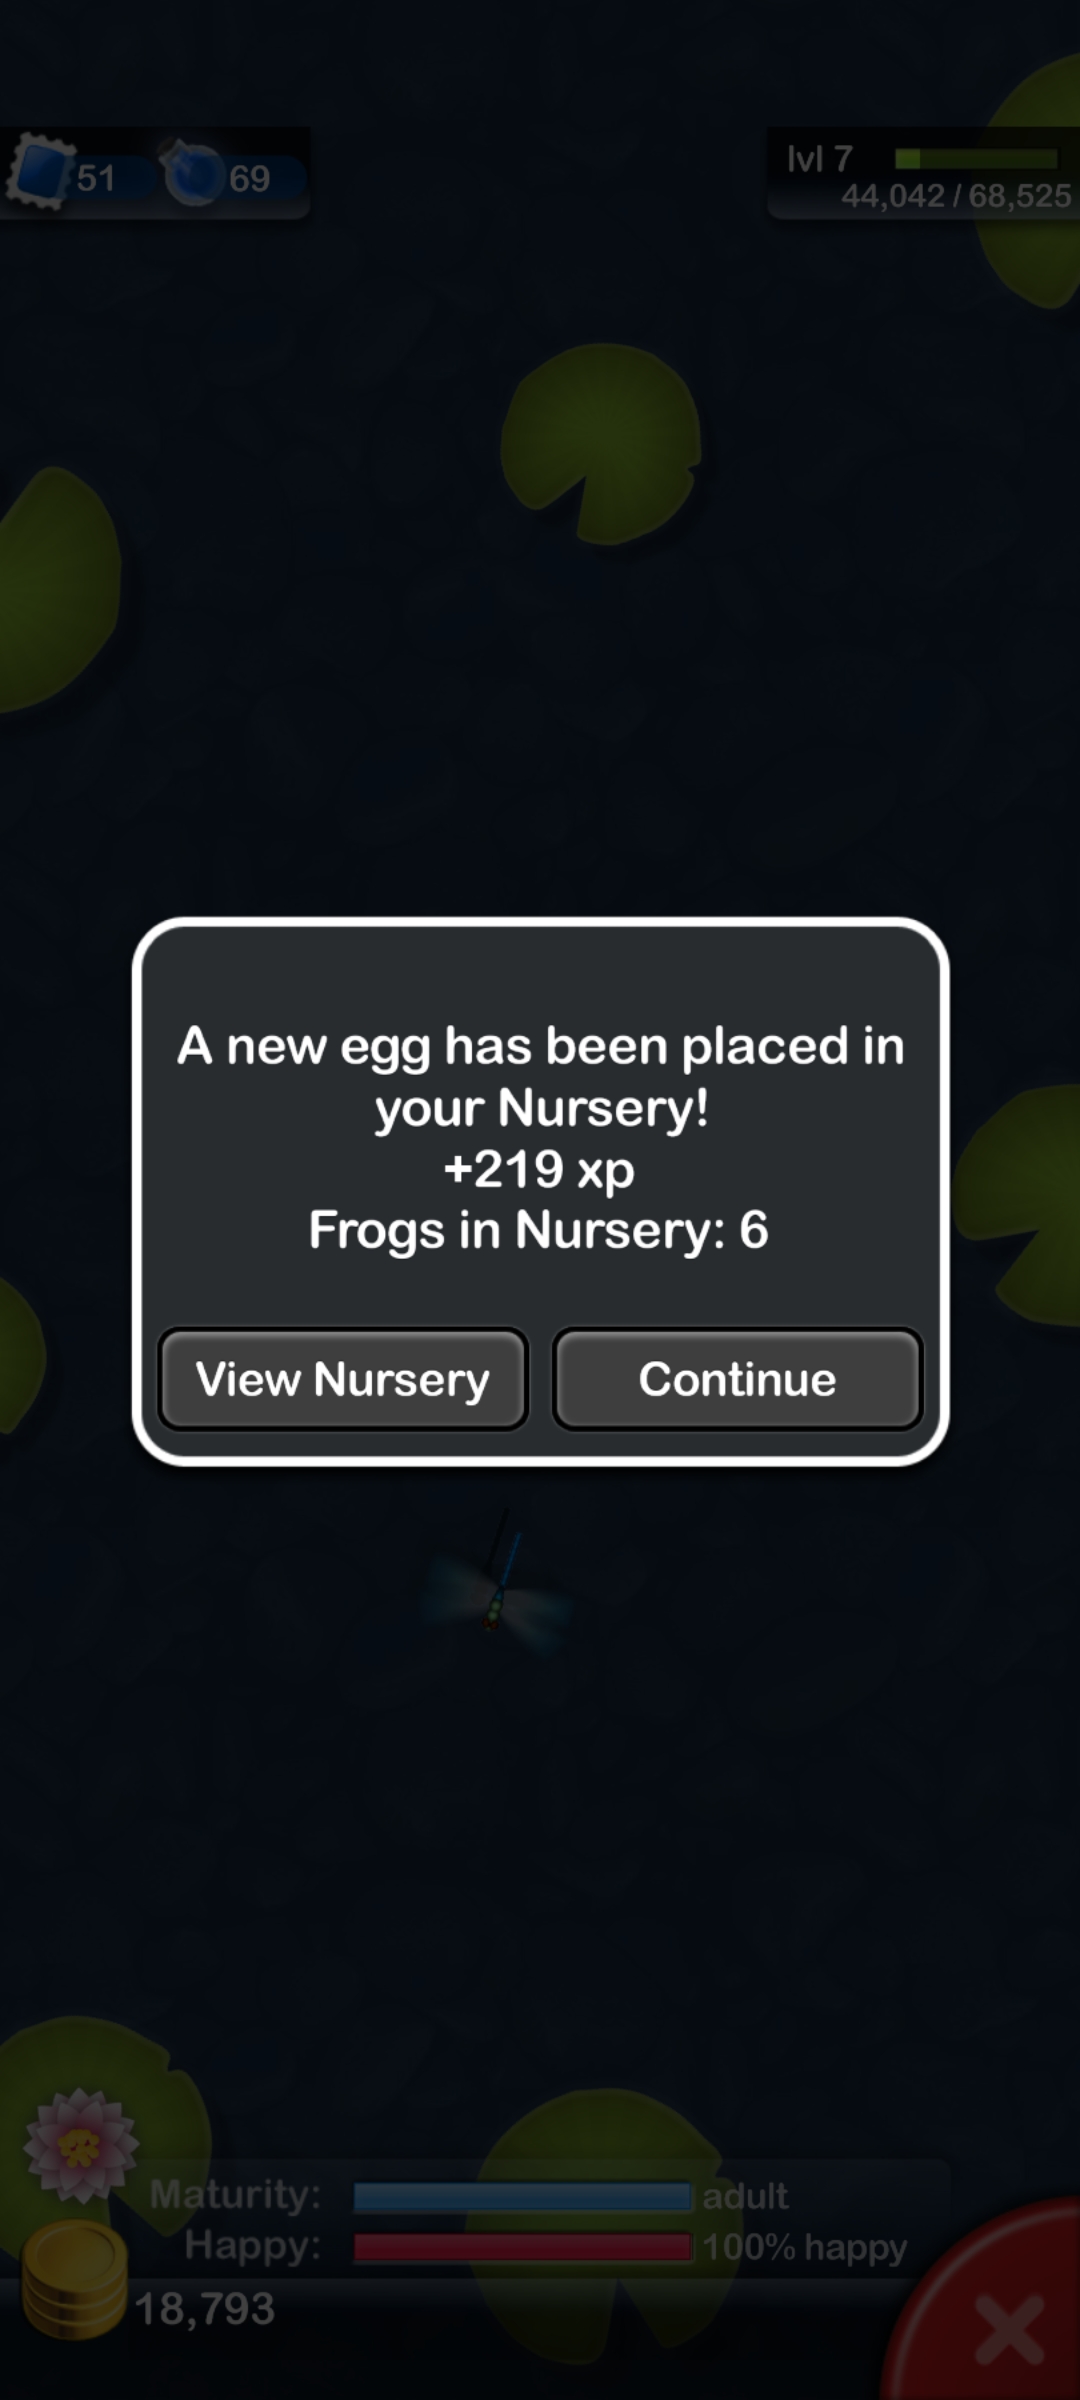 51
69
lvl 7
44,042 / 68,525
A new egg has been placed in
your Nursery!
+219 xp
Frogs in Nursery: 6
View Nursery
Continue
Maturity:
adult
Happy:
100% happy
18,793